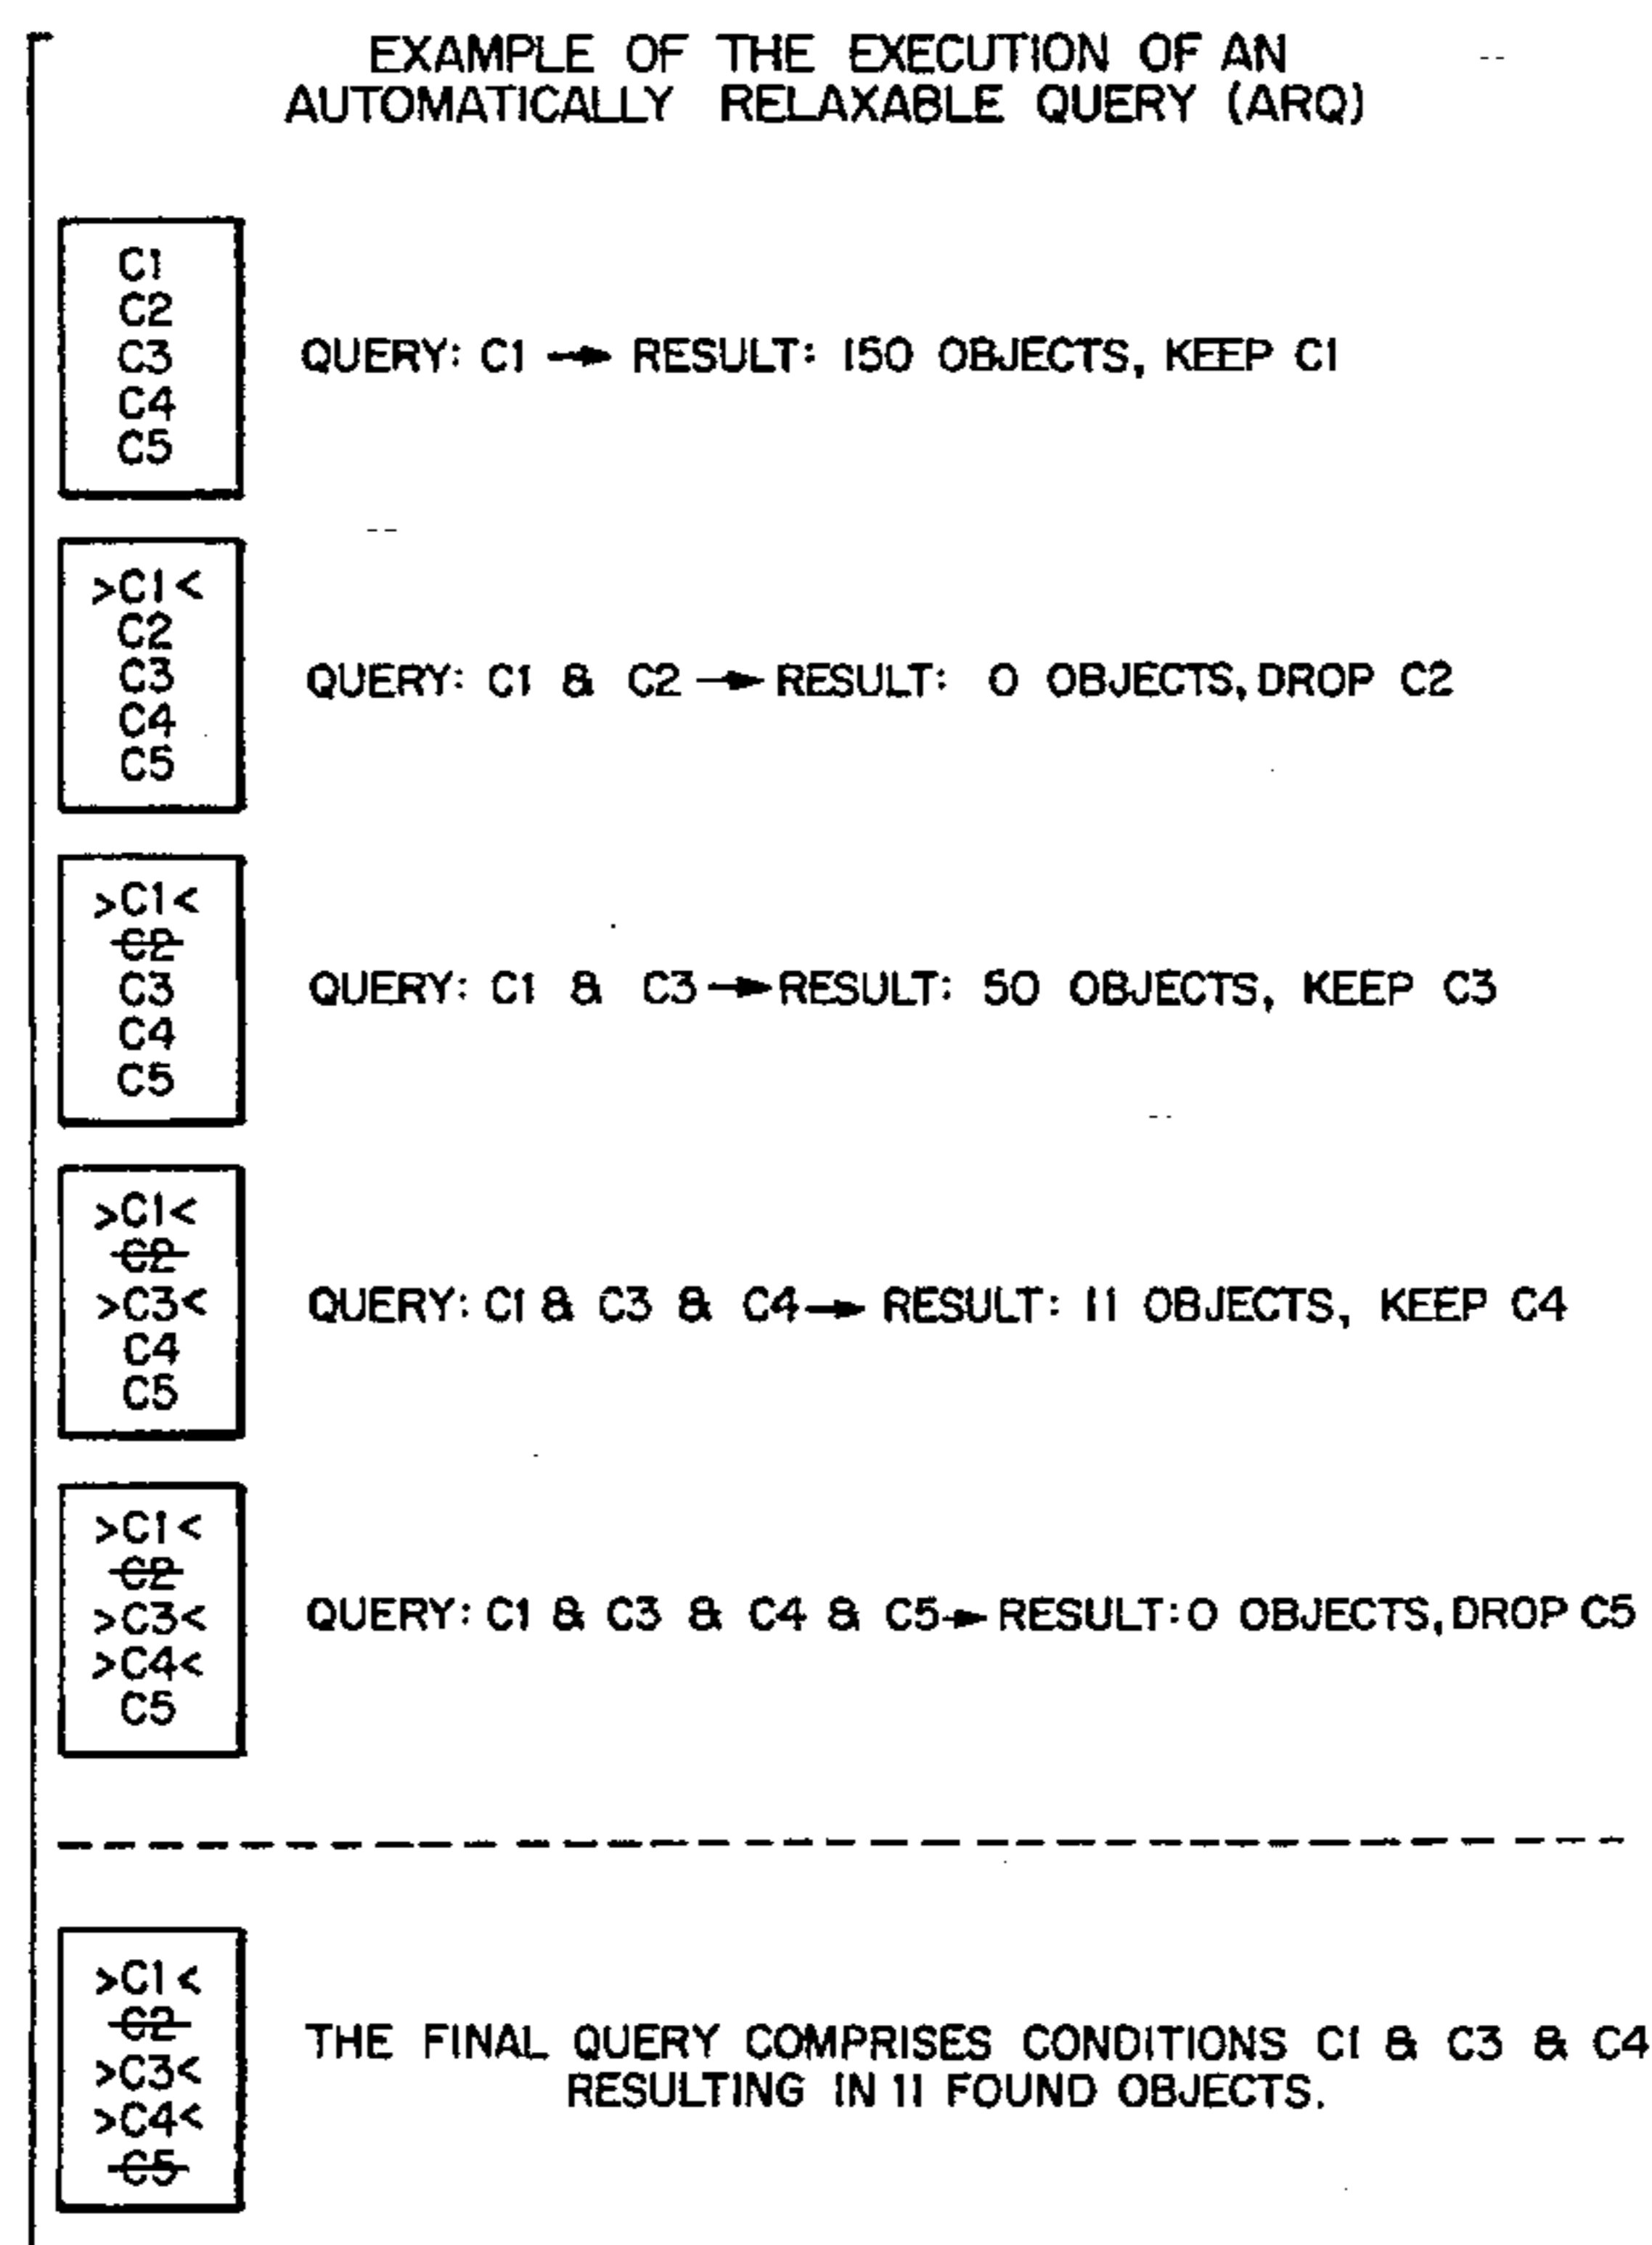 EXAMPLE OF THE EXECUTION OF AN
AUTOMATICALLY RELAXABLE QUERY (ARQ)
C1
C2
C3
C4
C5
QUERY: C1 → RESULT: 150 OBJECTS, KEEP C1
>C1<
C2
C3
C4
C5
QUERY: C1 & C2 → RESULT: 0 OBJECTS, DROP C2
>C1<
C2
C3
C4
C5
QUERY: C1 & C3 → RESULT: 50 OBJECTS, KEEP C3
>C1<
C2
>C3<
C4
C5
QUERY: C1 & C3 & C4 → RESULT: 11 OBJECTS, KEEP C4
>C1<
C2
>C3<
>C4<
C5
QUERY: C1 & C3 & C4 & C5 → RESULT: 0 OBJECTS, DROP C5
>C1<
C2
>C3<
>C4<
C5
THE FINAL QUERY COMPRISES CONDITIONS C1 & C3 & C4
RESULTING IN 11 FOUND OBJECTS.